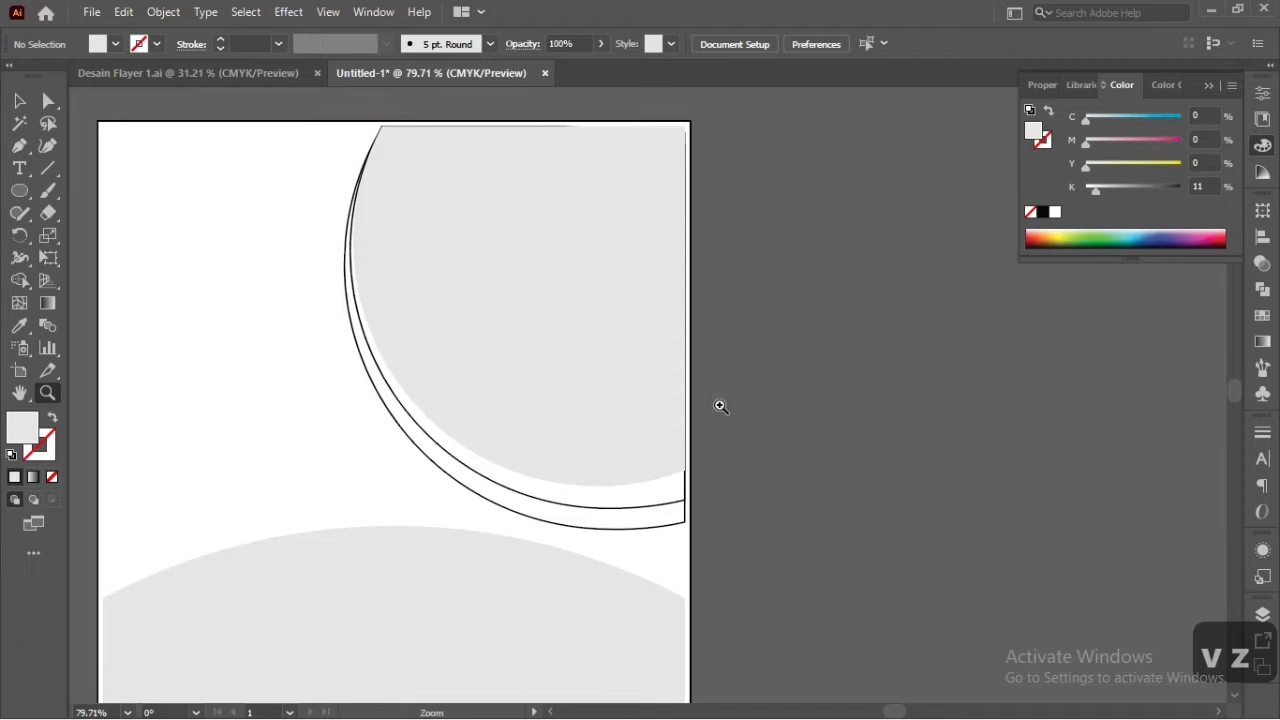 Ai File Edit Object Type Select Effect View Window Help Search Adobe Help
No Selection Stroke: 5 pt. Round Opacity: 100% Style: Document Setup Preferences
Desain Flayer 1.ai @ 31.21 % (CMYK/Preview) × Untitled-1* @ 79.71 % (CMYK/Preview) ×
Proper Librari Color Color G
C 0 %
M 0 %
Y 0 %
K 11 %
Activate Windows
Go to Settings to activate Windows.
V Z
79.71% 0° 1 Zoom